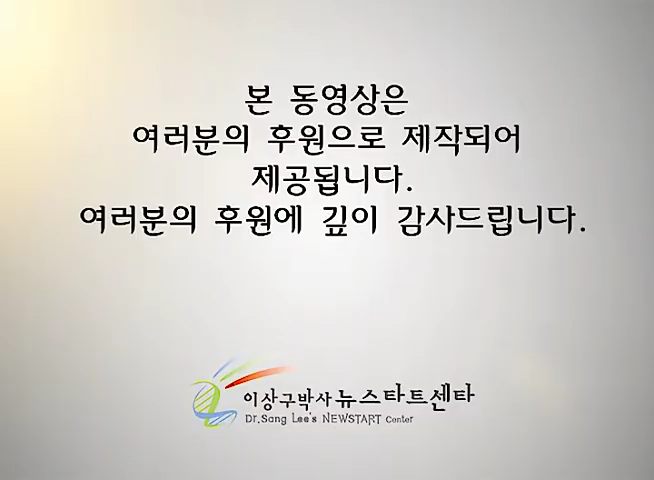 본 동영상은
여러분의 후원으로 제작되어
제공됩니다.
여러분의 후원에 깊이 감사드립니다.
이상구박사 뉴스타트센타
Dr.Sang Lee's NEWSTART Center